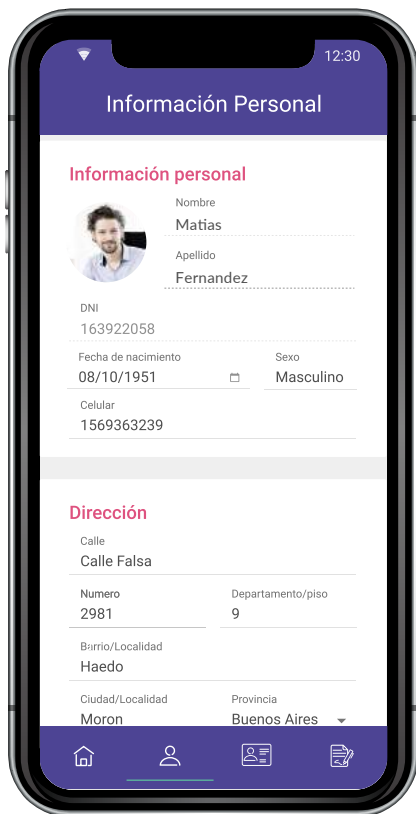 12:30
Información Personal
Información personal
Nombre
Matias
Apellido
Fernandez
DNI
163922058
Fecha de nacimiento Sexo
08/10/1951 Masculino
Celular
1569363239
Dirección
Calle
Calle Falsa
Numero Departamento/piso
2981 9
Barrio/Localidad
Haedo
Ciudad/Localidad Provincia
Moron Buenos Aires